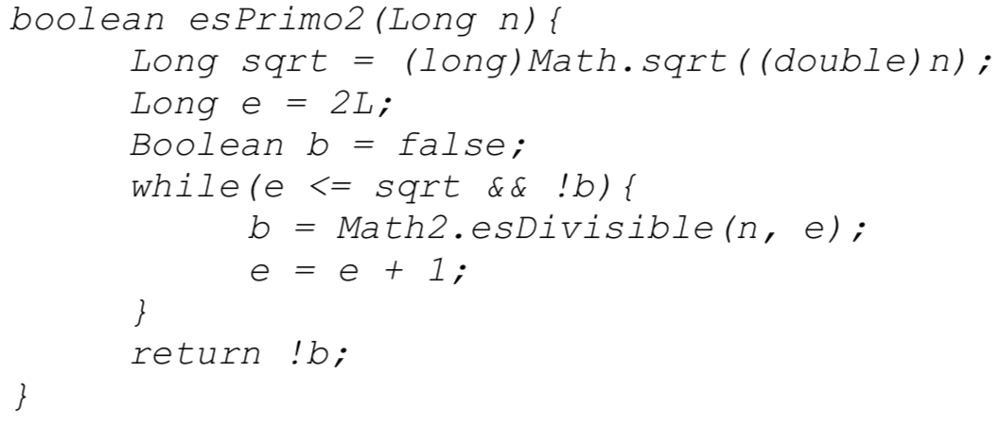 boolean esPrimo2(Long n){
Long sqrt = (long)Math.sqrt((double)n);
Long e = 2L;
Boolean b = false;
while(e <= sqrt && !b){
b = Math2.esDivisible(n, e);
e = e + 1;
}
return !b;
}